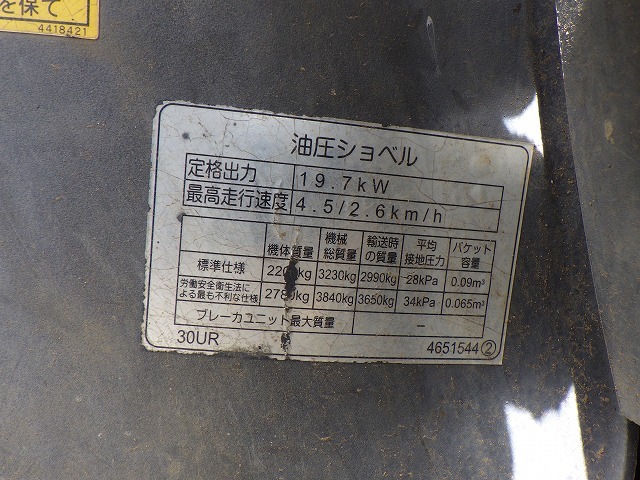 を保て
4418421
油圧ショベル
定格出力 19.7kW
最高走行速度 4.5/2.6km/h
機体質量 機械総質量 輸送時の質量 平均接地圧力 バケット容量
標準仕様 3230kg 2990kg 28kPa 0.09m³
労働安全衛生法による最も不利な仕様 3840kg 3650kg 34kPa 0.065m³
ブレーカユニット最大質量 −
30UR 4651544②